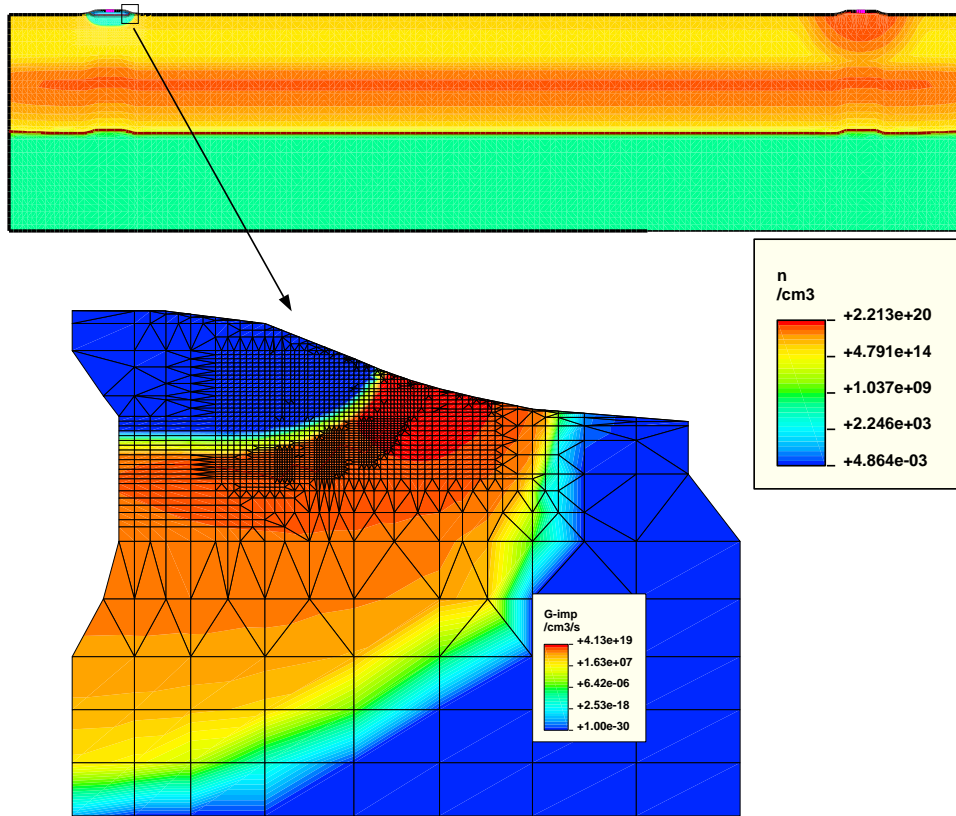 n
/cm3
+2.213e+20
+4.791e+14
+1.037e+09
+2.246e+03
+4.864e-03
G-imp
/cm3/s
+4.13e+19
+1.63e+07
+6.42e-06
+2.53e-18
+1.00e-30